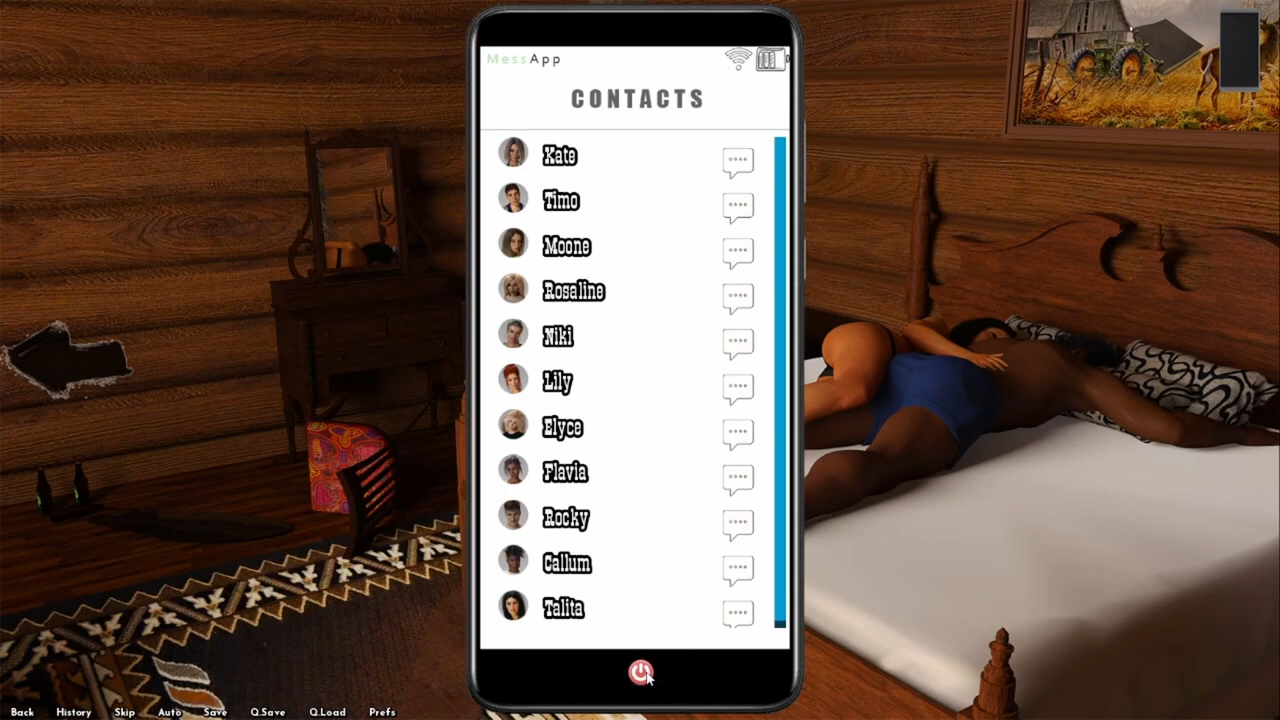 MessApp
CONTACTS
Kate
Timo
Moone
Rosaline
Niki
Lily
Elyce
Flavia
Rocky
Callum
Talita
Back History Skip Auto Save Q.Save Q.Load Prefs